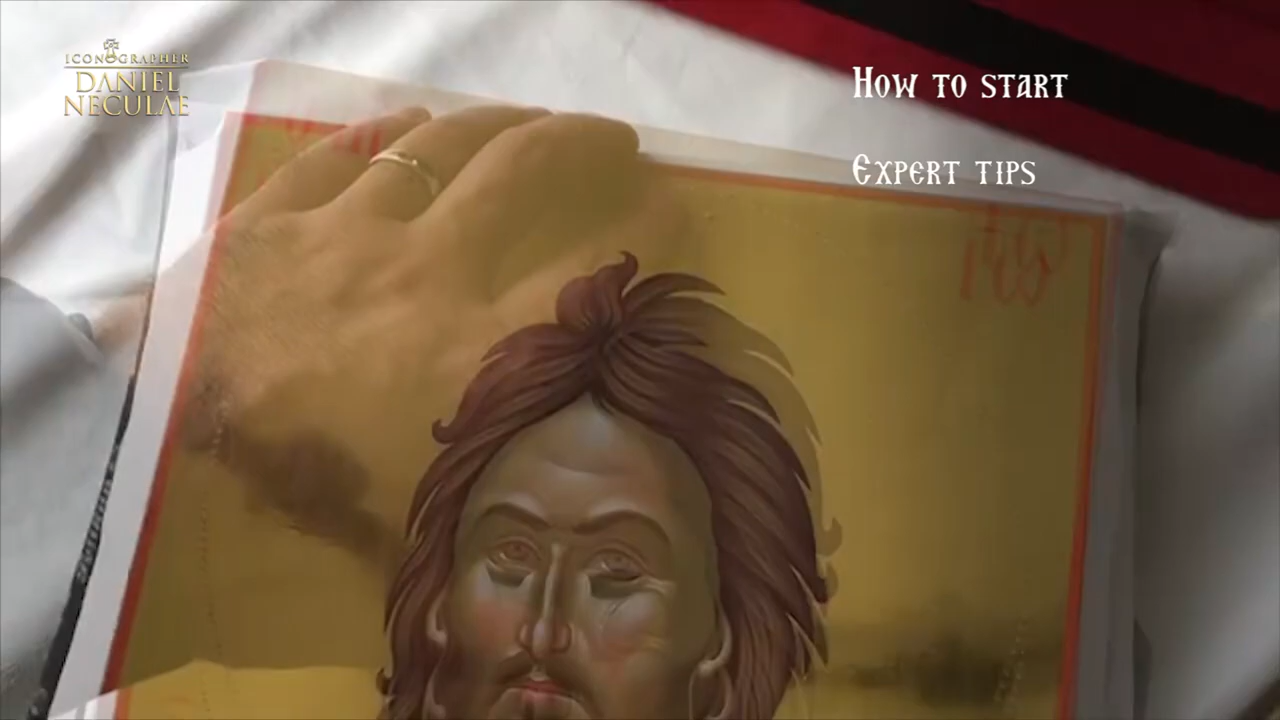 ICONOGRAPHER
DANIEL
NECULAE
How to start
Expert tips